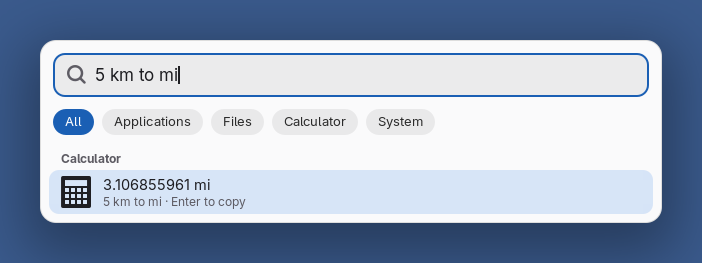 5 km to mi
All Applications Files Calculator System
Calculator
3.106855961 mi
5 km to mi · Enter to copy